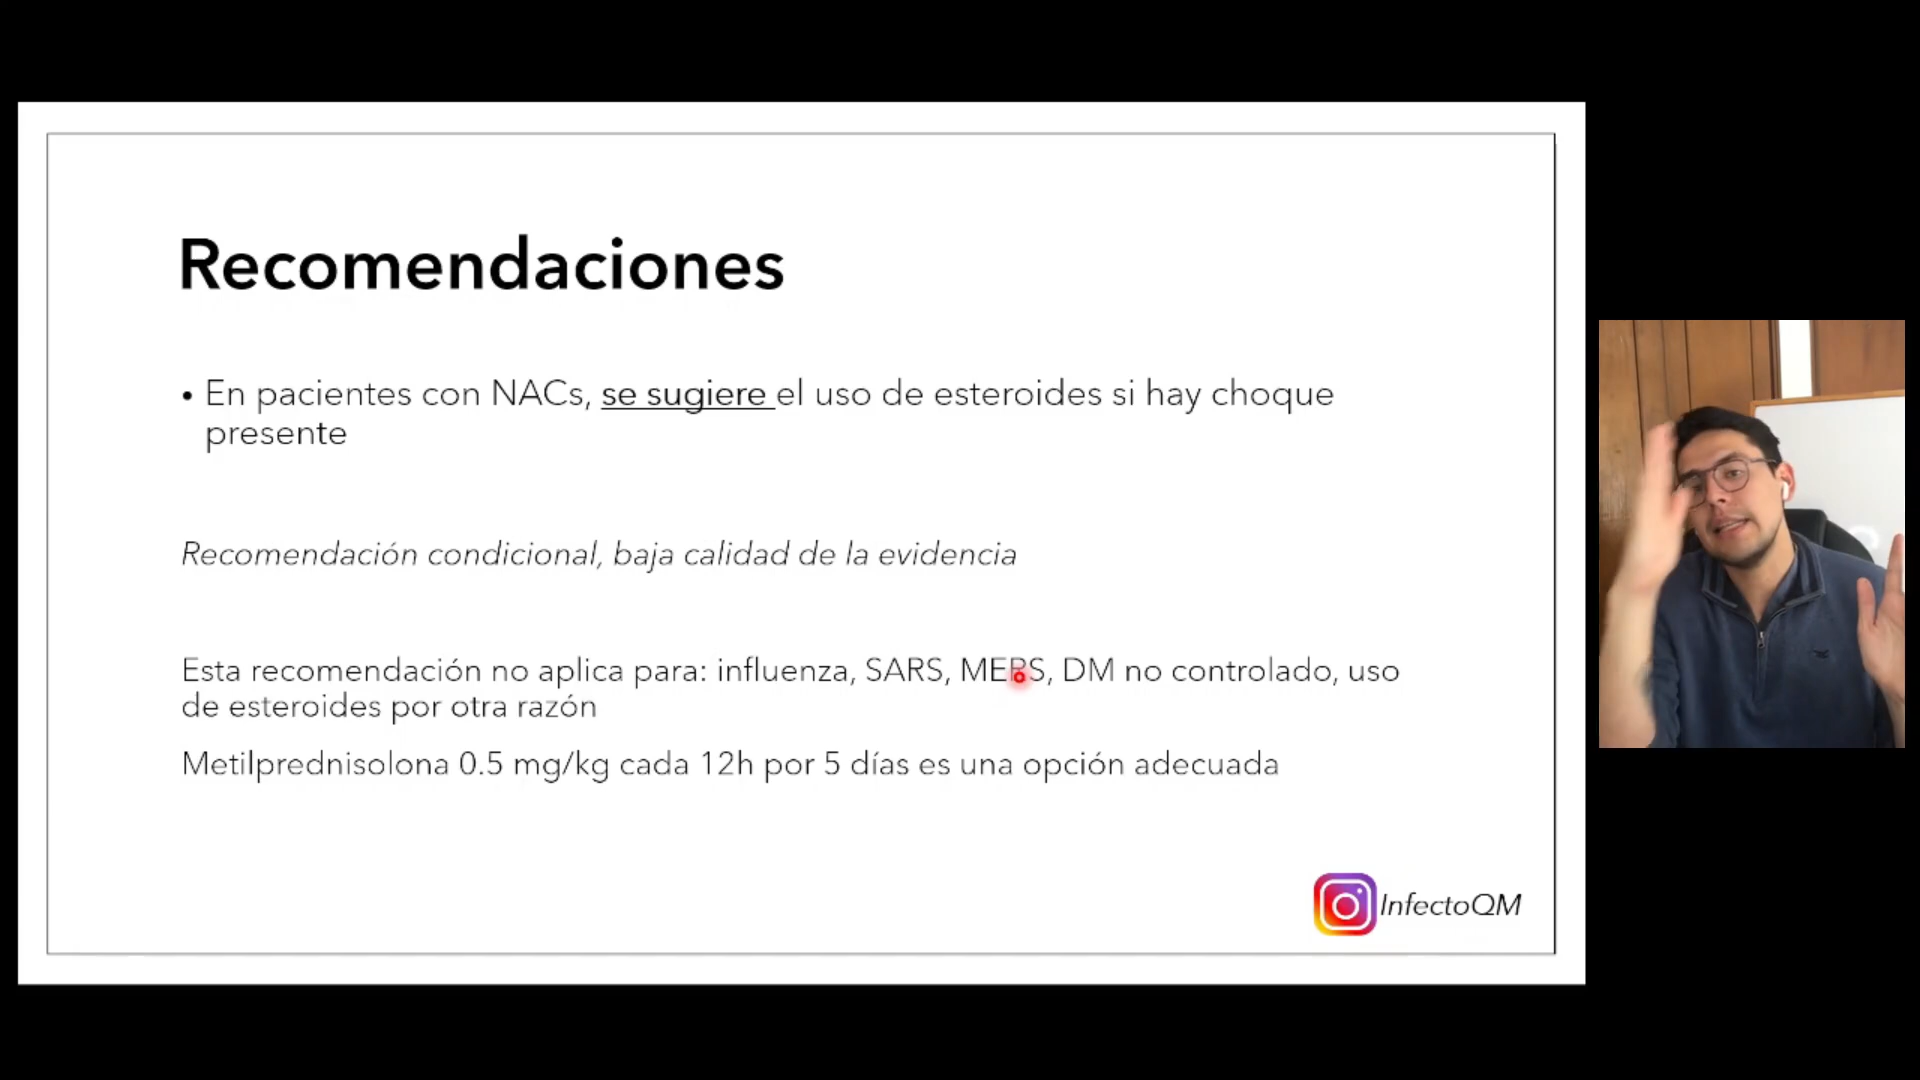 Recomendaciones
• En pacientes con NACs, se sugiere el uso de esteroides si hay choque
presente
Recomendación condicional, baja calidad de la evidencia
Esta recomendación no aplica para: influenza, SARS, MERS, DM no controlado, uso
de esteroides por otra razón
Metilprednisolona 0.5 mg/kg cada 12h por 5 días es una opción adecuada
InfectoQM